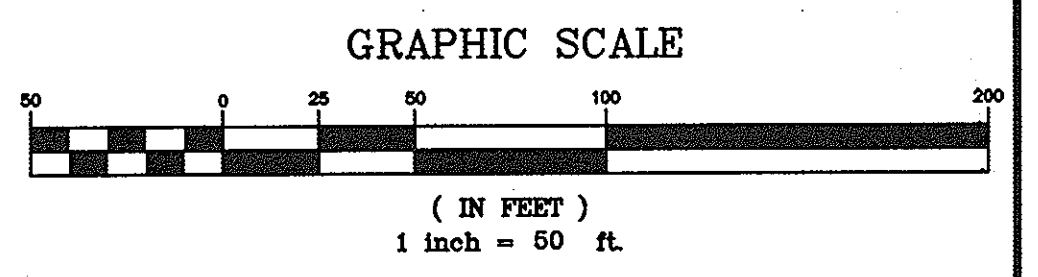 GRAPHIC SCALE
50 0 25 50 100 200
( IN FEET )
1 inch = 50 ft.